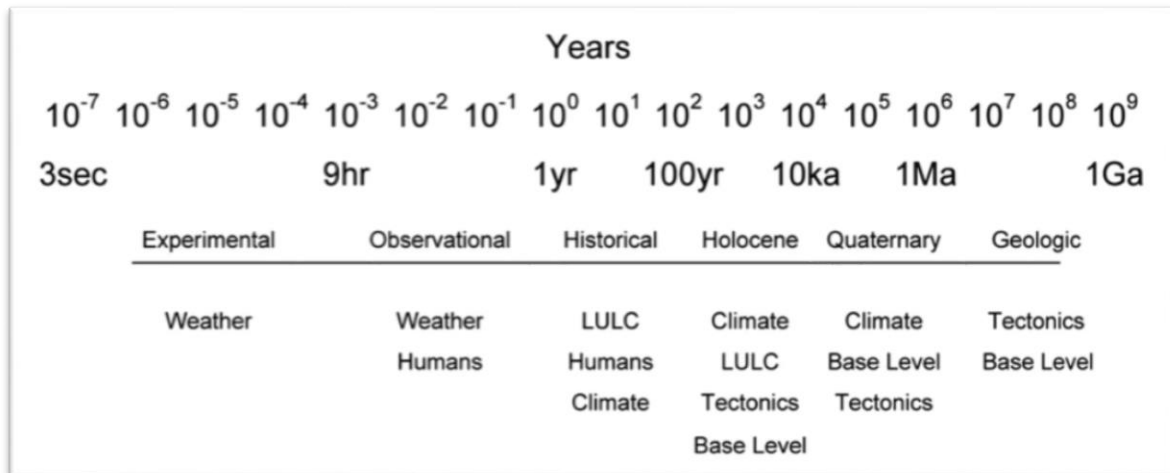 Years
10⁻⁷ 10⁻⁶ 10⁻⁵ 10⁻⁴ 10⁻³ 10⁻² 10⁻¹ 10⁰ 10¹ 10² 10³ 10⁴ 10⁵ 10⁶ 10⁷ 10⁸ 10⁹
3sec 9hr 1yr 100yr 10ka 1Ma 1Ga
Experimental Observational Historical Holocene Quaternary Geologic
Weather Weather LULC Climate Climate Tectonics
Humans Humans LULC Base Level Base Level
Climate Tectonics Tectonics
Base Level